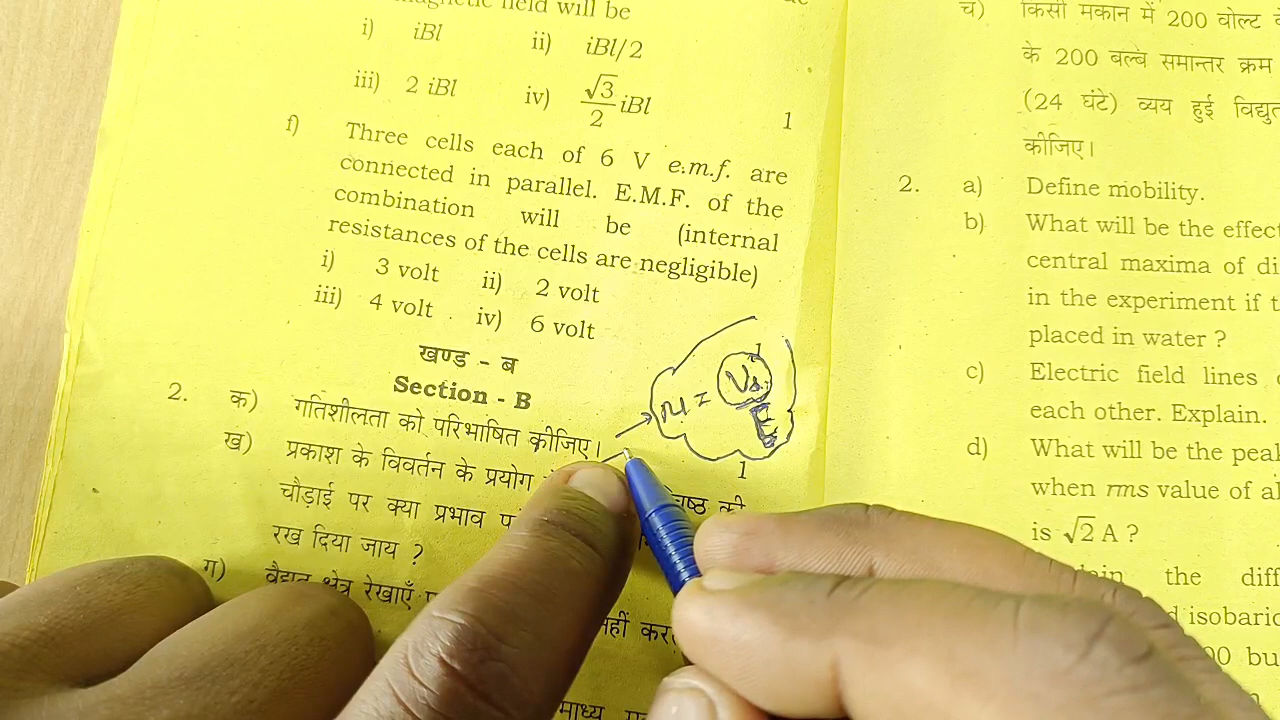 magnetic field will be
i) iBl ii) iBl/2
iii) 2 iBl iv) √3/2 iBl 1
f) Three cells each of 6 V e.m.f. are
connected in parallel. E.M.F. of the
combination will be (internal
resistances of the cells are negligible)
i) 3 volt ii) 2 volt
iii) 4 volt iv) 6 volt
1
खण्ड - ब
Section - B
2. क) गतिशीलता को परिभाषित कीजिए।
μ = Vd/E
1
ख) प्रकाश के विवर्तन के प्रयोग
चौड़ाई पर क्या प्रभाव
रख दिया जाय ?
ग) वैद्युत क्षेत्र रेखाएँ
नहीं
च) किसी मकान में 200 वोल्ट
के 200 बल्ब समान्तर क्रम
(24 घंटे) व्यय हुई
कीजिए।
2. a) Define mobility.
b) What will be the effect
central maxima of
in the experiment if
placed in water ?
c) Electric field lines
each other. Explain.
d) What will be the peak
when rms value of
is √2 A ?
the
isobaric